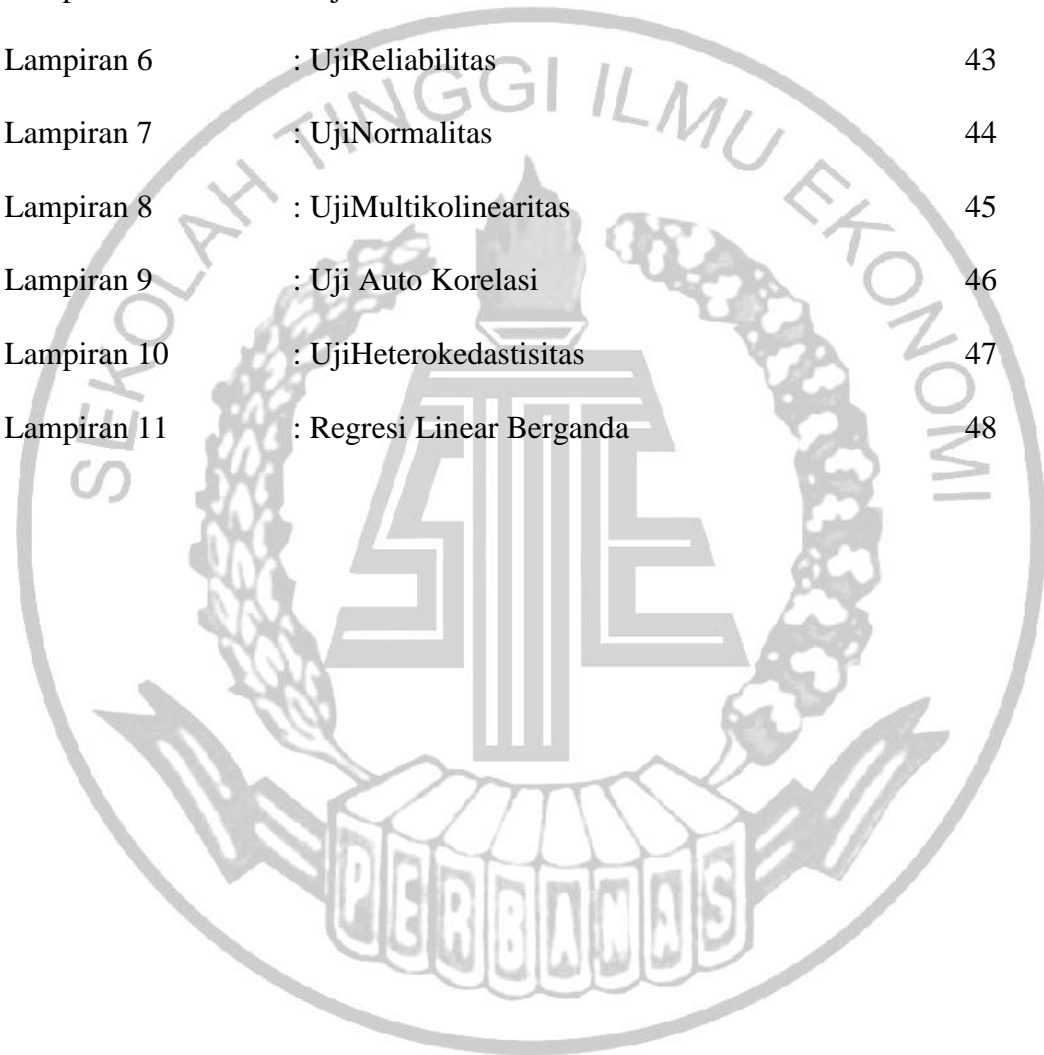 Lampiran 6 : UjiReliabilitas 43
Lampiran 7 : UjiNormalitas 44
Lampiran 8 : UjiMultikolinearitas 45
Lampiran 9 : Uji Auto Korelasi 46
Lampiran 10 : UjiHeterokedastisitas 47
Lampiran 11 : Regresi Linear Berganda 48
SEKOLAH TINGGI ILMU EKONOMI
STIE
PERBANAS